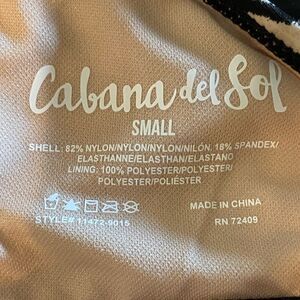 Cabana del Sol
SMALL
SHELL: 82% NYLON/NYLON/NYLON/NILÓN, 18% SPANDEX/
ELASTHANNE/ELASTHAN/ELASTANO
LINING: 100% POLYESTER/POLYESTER/
POLYESTER/POLIÉSTER
MADE IN CHINA
STYLE# 11472-9015
RN 72409